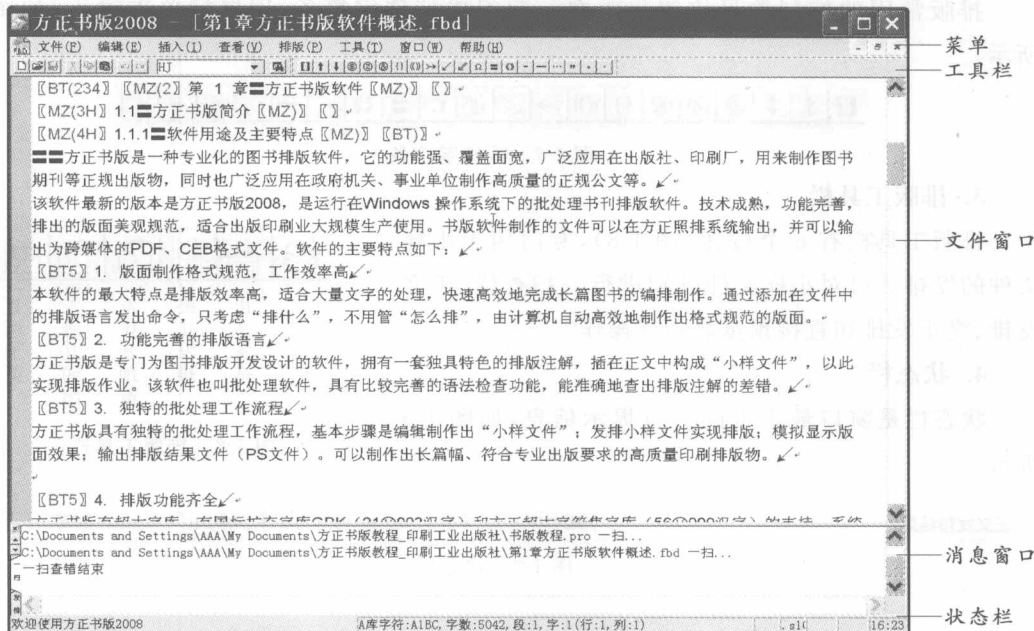 方正书版2008 - [第1章方正书版软件概述.fbd]
文件(F) 编辑(E) 插入(I) 查看(V) 排版(P) 工具(T) 窗口(W) 帮助(H)
菜单
工具栏
〖BT(234〗〖MZ(2〗第 1 章〓方正书版软件〖MZ)〗〖〗
〖MZ(3H〗1.1〓方正书版简介〖MZ)〗〖〗
〖MZ(4H〗1.1.1〓软件用途及主要特点〖MZ)〗〖BT)〗
〓〓方正书版是一种专业化的图书排版软件，它的功能强、覆盖面宽，广泛应用在出版社、印刷厂，用来制作图书
期刊等正规出版物，同时也广泛应用在政府机关、事业单位制作高质量的正规公文等。↙
该软件最新的版本是方正书版2008，是运行在Windows 操作系统下的批处理书刊排版软件。技术成熟，功能完善，
排出的版面美观规范，适合出版印刷业大规模生产使用。书版软件制作的文件可以在方正照排系统输出，并可以输
出为跨媒体的PDF、CEB格式文件。软件的主要特点如下：↙
文件窗口
〖BT5〗1. 版面制作格式规范，工作效率高↙
本软件的最大特点是排版效率高，适合大量文字的处理，快速高效地完成长篇图书的编排制作。通过添加在文件中
的排版语言发出命令，只考虑“排什么”，不用管“怎么排”，由计算机自动高效地制作出格式规范的版面。↙
〖BT5〗2. 功能完善的排版语言↙
方正书版是专门为图书排版开发设计的软件，拥有一套独具特色的排版注解，插在正文中构成“小样文件”，以此
实现排版作业。该软件也叫批处理软件，具有比较完善的语法检查功能，能准确地查出排版注解的差错。↙
〖BT5〗3. 独特的批处理工作流程↙
方正书版具有独特的批处理工作流程，基本步骤是编辑制作出“小样文件”；发排小样文件实现排版；模拟显示版
面效果；输出排版结果文件（PS文件）。可以制作出长篇幅、符合专业出版要求的高质量印刷排版物。↙
〖BT5〗4. 排版功能齐全↙
C:\Documents and Settings\AAA\My Documents\方正书版教程_印刷工业出版社\书版教程.pro 一扫...
C:\Documents and Settings\AAA\My Documents\方正书版教程_印刷工业出版社\第1章方正书版软件概述.fbd 一扫...
一扫查错结束
消息窗口
欢迎使用方正书版2008
A库字符:A1BC,字数:5042,段:1,字:1(行:1,列:1)
16:23
状态栏